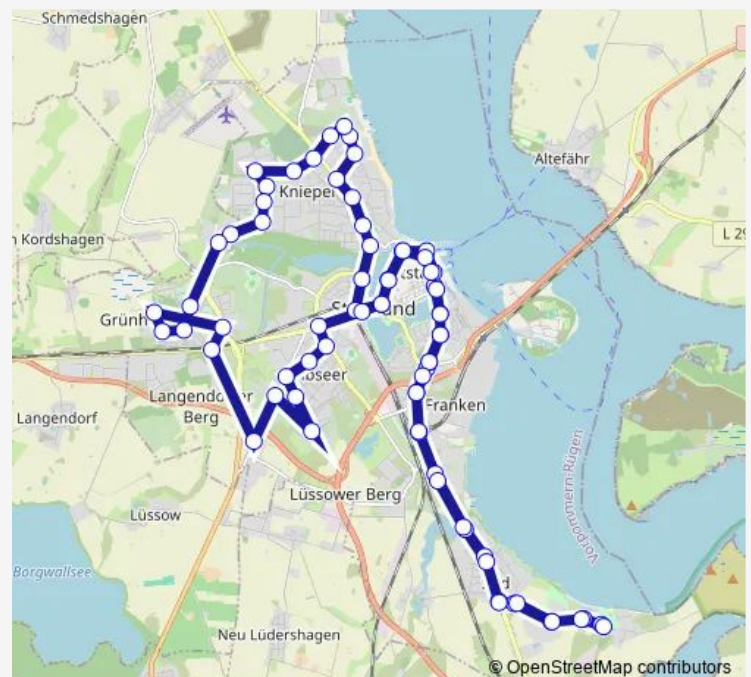 Schmedshagen
Altefähr
Knieper
Kordshagen
L 29
Grünh
Langendorfer
Berg
Langendorf
Franken
Lüssower Berg
Lüssow
Vorpommern-Rügen
Borgwallsee
Neu Lüdershagen
© OpenStreetMap contributors